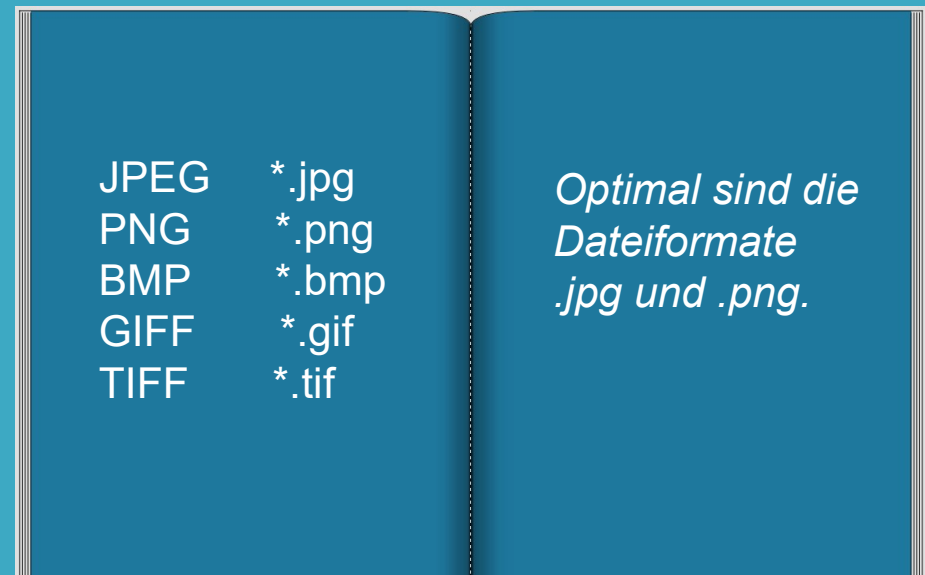 JPEG *.jpg
PNG *.png
BMP *.bmp
GIFF *.gif
TIFF *.tif
Optimal sind die
Dateiformate
.jpg und .png.